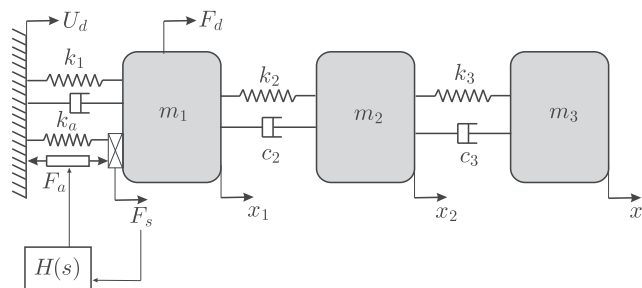 U_d
F_d
k_1
k_2
k_3
m_1
m_2
m_3
k_a
c_2
c_3
F_a
F_s
x_1
x_2
x
H(s)